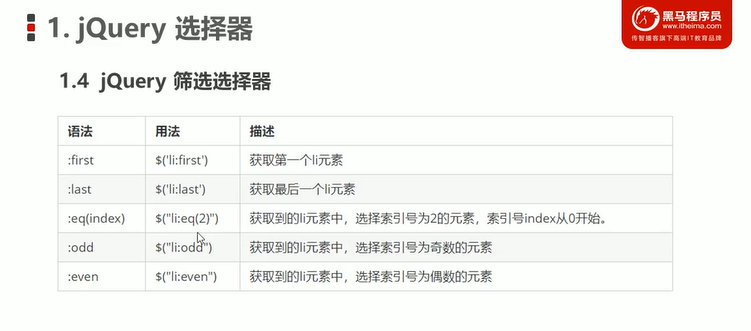 1. jQuery 选择器
黑马程序员
www.itheima.com
传智播客旗下高端IT教育品牌
1.4 jQuery 筛选选择器
语法 用法 描述
:first $('li:first') 获取第一个li元素
:last $('li:last') 获取最后一个li元素
:eq(index) $("li:eq(2)") 获取到的li元素中，选择索引号为2的元素，索引号index从0开始。
:odd $("li:odd") 获取到的li元素中，选择索引号为奇数的元素
:even $("li:even") 获取到的li元素中，选择索引号为偶数的元素